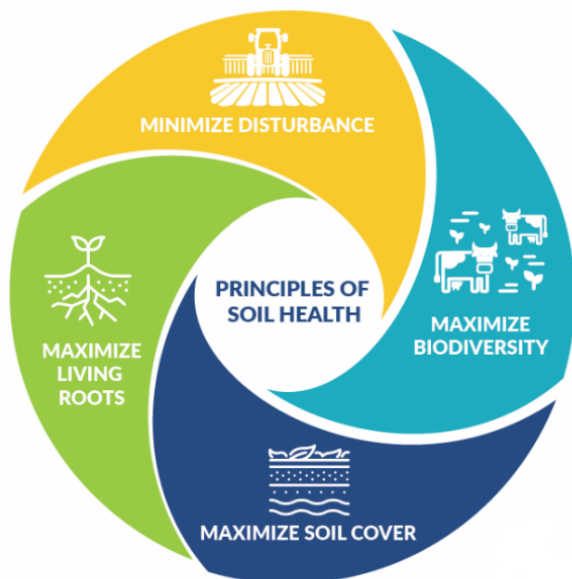 MINIMIZE DISTURBANCE
PRINCIPLES OF
SOIL HEALTH
MAXIMIZE
BIODIVERSITY
MAXIMIZE
LIVING
ROOTS
MAXIMIZE SOIL COVER